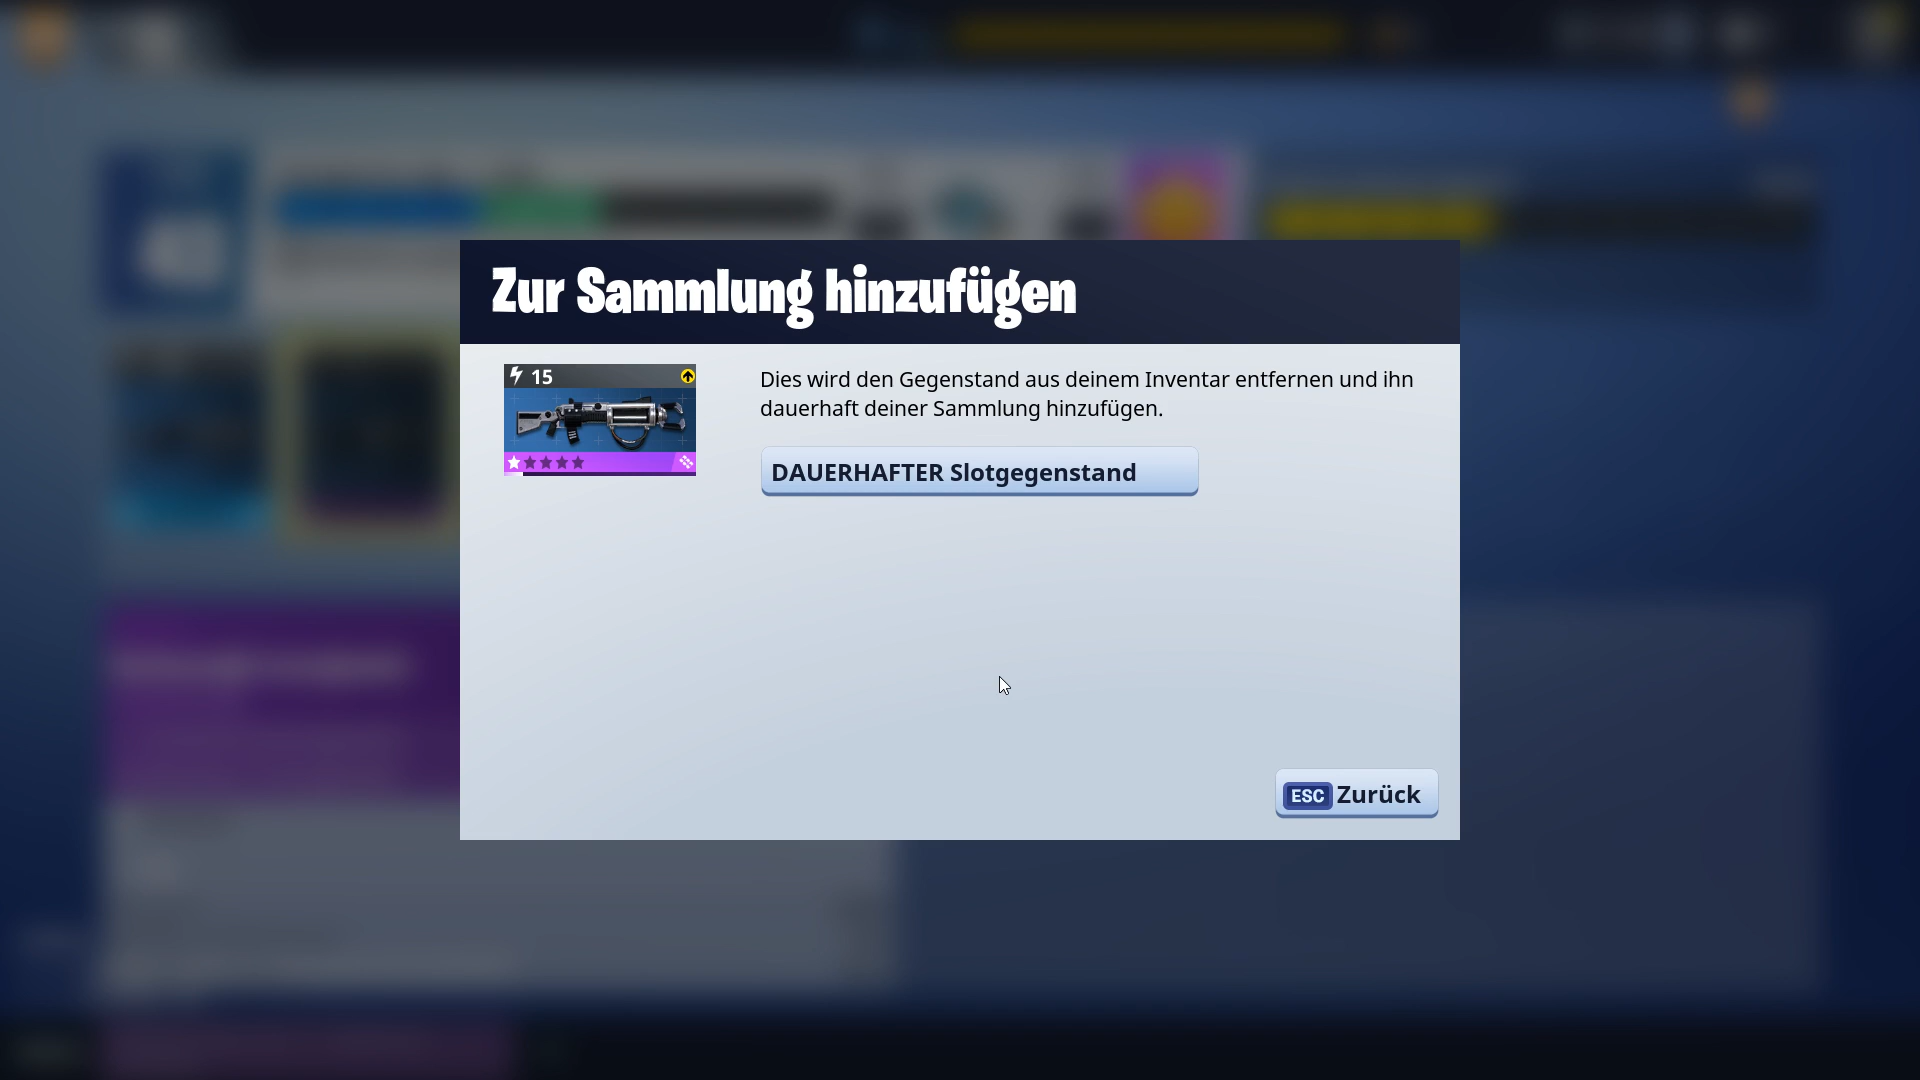 Zur Sammlung hinzufügen
15
Dies wird den Gegenstand aus deinem Inventar entfernen und ihn
dauerhaft deiner Sammlung hinzufügen.
DAUERHAFTER Slotgegenstand
ESC Zurück